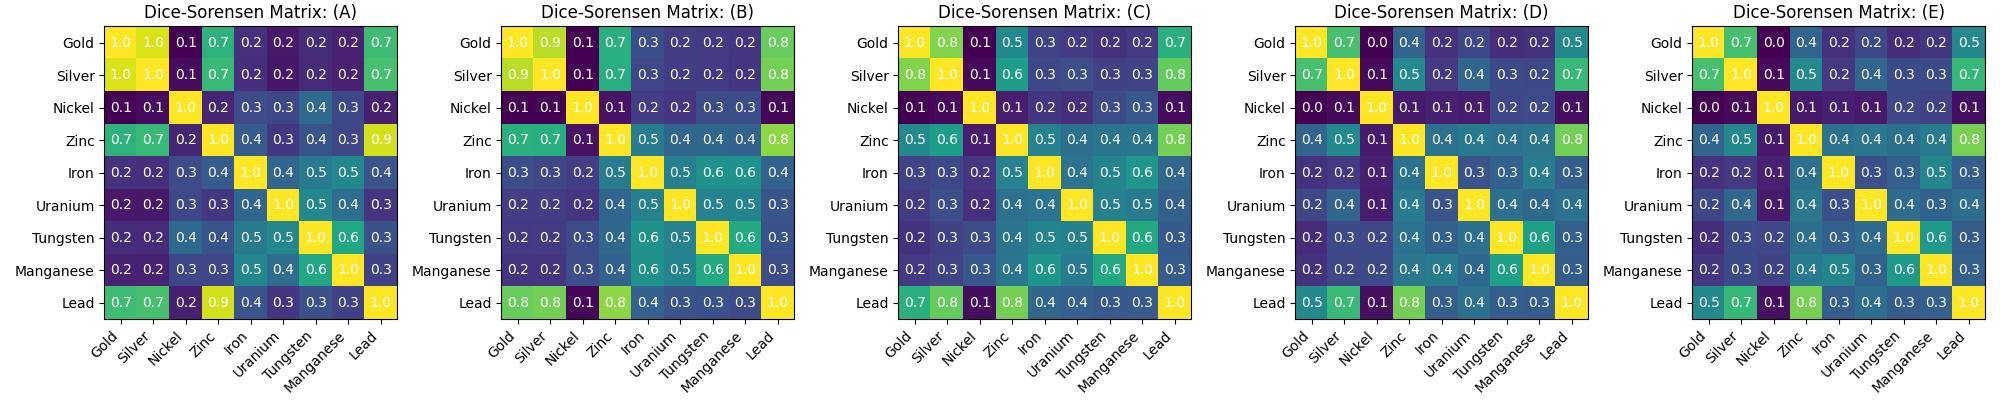 Dice-Sorensen Matrix: (A)
Gold 1.0 1.0 0.1 0.7 0.2 0.2 0.2 0.2 0.7
Silver 1.0 1.0 0.1 0.7 0.2 0.2 0.2 0.2 0.7
Nickel 0.1 0.1 1.0 0.2 0.3 0.3 0.4 0.3 0.2
Zinc 0.7 0.7 0.2 1.0 0.4 0.3 0.4 0.3 0.9
Iron 0.2 0.2 0.3 0.4 1.0 0.4 0.5 0.5 0.4
Uranium 0.2 0.2 0.3 0.3 0.4 1.0 0.5 0.4 0.3
Tungsten 0.2 0.2 0.4 0.4 0.5 0.5 1.0 0.6 0.3
Manganese 0.2 0.2 0.3 0.3 0.5 0.4 0.6 1.0 0.3
Lead 0.7 0.7 0.2 0.9 0.4 0.3 0.3 0.3 1.0
Gold Silver Nickel Zinc Iron Uranium Tungsten Manganese Lead
Dice-Sorensen Matrix: (B)
Gold 1.0 0.9 0.1 0.7 0.3 0.2 0.2 0.2 0.8
Silver 0.9 1.0 0.1 0.7 0.3 0.2 0.2 0.2 0.8
Nickel 0.1 0.1 1.0 0.1 0.2 0.2 0.3 0.3 0.1
Zinc 0.7 0.7 0.1 1.0 0.5 0.4 0.4 0.4 0.8
Iron 0.3 0.3 0.2 0.5 1.0 0.5 0.6 0.6 0.4
Uranium 0.2 0.2 0.2 0.4 0.5 1.0 0.5 0.5 0.3
Tungsten 0.2 0.2 0.3 0.4 0.6 0.5 1.0 0.6 0.3
Manganese 0.2 0.2 0.3 0.4 0.6 0.5 0.6 1.0 0.3
Lead 0.8 0.8 0.1 0.8 0.4 0.3 0.3 0.3 1.0
Gold Silver Nickel Zinc Iron Uranium Tungsten Manganese Lead
Dice-Sorensen Matrix: (C)
Gold 1.0 0.8 0.1 0.5 0.3 0.2 0.2 0.2 0.7
Silver 0.8 1.0 0.1 0.6 0.3 0.3 0.3 0.3 0.8
Nickel 0.1 0.1 1.0 0.1 0.2 0.2 0.3 0.3 0.1
Zinc 0.5 0.6 0.1 1.0 0.5 0.4 0.4 0.4 0.8
Iron 0.3 0.3 0.2 0.5 1.0 0.4 0.5 0.6 0.4
Uranium 0.2 0.3 0.2 0.4 0.4 1.0 0.5 0.5 0.4
Tungsten 0.2 0.3 0.3 0.4 0.5 0.5 1.0 0.6 0.3
Manganese 0.2 0.3 0.3 0.4 0.6 0.5 0.6 1.0 0.3
Lead 0.7 0.8 0.1 0.8 0.4 0.4 0.3 0.3 1.0
Gold Silver Nickel Zinc Iron Uranium Tungsten Manganese Lead
Dice-Sorensen Matrix: (D)
Gold 1.0 0.7 0.0 0.4 0.2 0.2 0.2 0.2 0.5
Silver 0.7 1.0 0.1 0.5 0.2 0.4 0.3 0.2 0.7
Nickel 0.0 0.1 1.0 0.1 0.1 0.1 0.2 0.2 0.1
Zinc 0.4 0.5 0.1 1.0 0.4 0.4 0.4 0.4 0.8
Iron 0.2 0.2 0.1 0.4 1.0 0.3 0.3 0.4 0.3
Uranium 0.2 0.4 0.1 0.4 0.3 1.0 0.4 0.4 0.4
Tungsten 0.2 0.3 0.2 0.4 0.3 0.4 1.0 0.6 0.3
Manganese 0.2 0.2 0.2 0.4 0.4 0.4 0.6 1.0 0.3
Lead 0.5 0.7 0.1 0.8 0.3 0.4 0.3 0.3 1.0
Gold Silver Nickel Zinc Iron Uranium Tungsten Manganese Lead
Dice-Sorensen Matrix: (E)
Gold 1.0 0.7 0.0 0.4 0.2 0.2 0.2 0.2 0.5
Silver 0.7 1.0 0.1 0.5 0.2 0.4 0.3 0.3 0.7
Nickel 0.0 0.1 1.0 0.1 0.1 0.1 0.2 0.2 0.1
Zinc 0.4 0.5 0.1 1.0 0.4 0.4 0.4 0.4 0.8
Iron 0.2 0.2 0.1 0.4 1.0 0.3 0.3 0.5 0.3
Uranium 0.2 0.4 0.1 0.4 0.3 1.0 0.4 0.3 0.4
Tungsten 0.2 0.3 0.2 0.4 0.3 0.4 1.0 0.6 0.3
Manganese 0.2 0.3 0.2 0.4 0.5 0.3 0.6 1.0 0.3
Lead 0.5 0.7 0.1 0.8 0.3 0.4 0.3 0.3 1.0
Gold Silver Nickel Zinc Iron Uranium Tungsten Manganese Lead